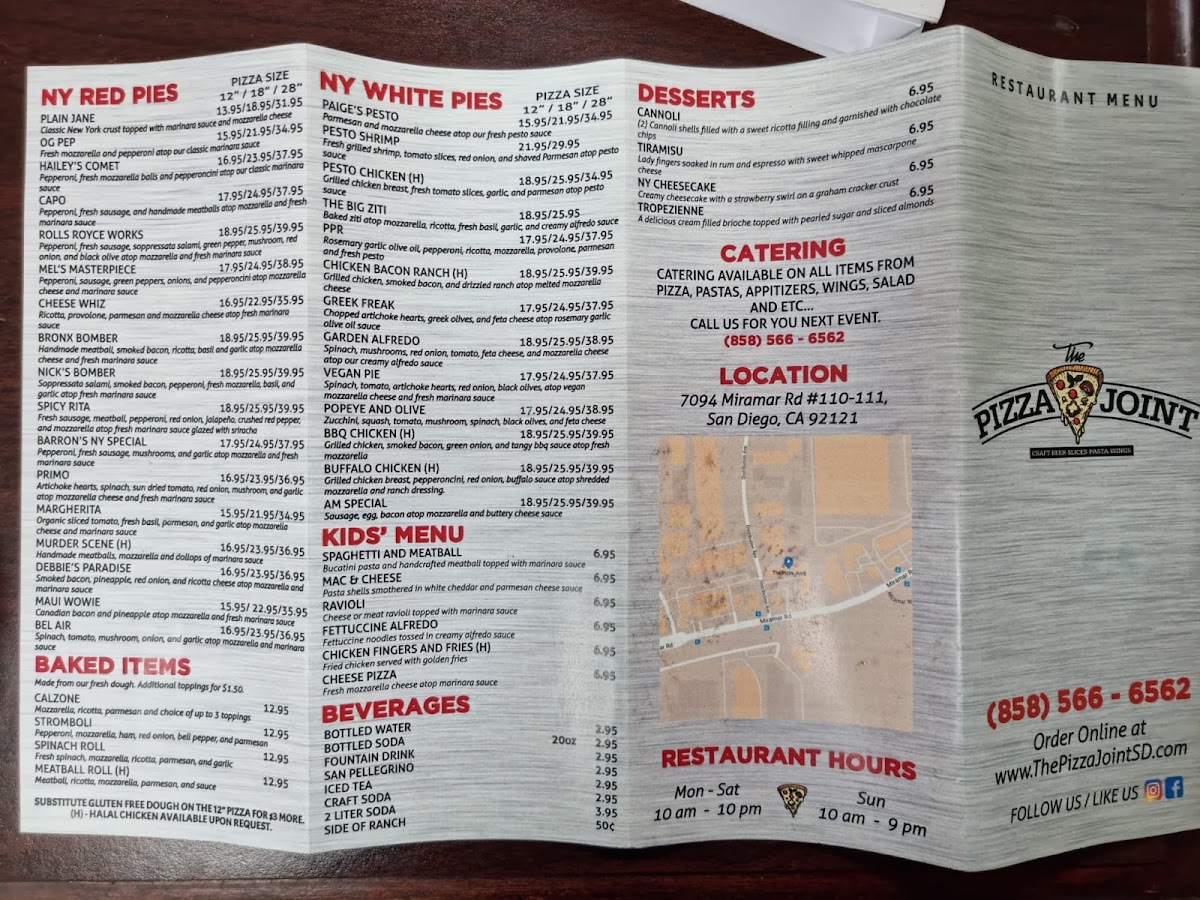 NY RED PIES
PIZZA SIZE
12" / 18" / 28"
PLAIN JANE 13.95/18.95/31.95
Classic New York crust topped with marinara sauce and mozzarella cheese
OG PEP 15.95/21.95/34.95
Fresh mozzarella and pepperoni atop our classic marinara sauce
HAILEY'S COMET 16.95/23.95/37.95
Pepperoni, fresh mozzarella balls and pepperoncini atop our classic marinara
sauce
CAPO 17.95/24.95/37.95
Pepperoni, fresh sausage, and handmade meatballs atop mozzarella and fresh
marinara sauce
ROLLS ROYCE WORKS 18.95/25.95/39.95
Pepperoni, fresh sausage, soppressata salami, green pepper, mushroom, red
onion, and black olive atop mozzarella and fresh marinara sauce
MEL'S MASTERPIECE 17.95/24.95/38.95
Pepperoni, sausage, green peppers, onions, and pepperoncini atop mozzarella
cheese and marinara sauce
CHEESE WHIZ 16.95/22.95/35.95
Ricotta, provolone, parmesan and mozzarella cheese atop fresh marinara
sauce
BRONX BOMBER 18.95/25.95/39.95
Handmade meatball, smoked bacon, ricotta, basil and garlic atop mozzarella
cheese and fresh marinara sauce
NICK'S BOMBER 18.95/25.95/39.95
Soppressata salami, smoked bacon, pepperoni, fresh mozzarella, basil, and
garlic atop fresh marinara sauce
SPICY RITA 18.95/25.95/39.95
Fresh sausage, meatball, pepperoni, red onion, jalapeño, crushed red pepper,
and mozzarella atop fresh marinara sauce glazed with sriracha
BARRON'S NY SPECIAL 17.95/24.95/37.95
Pepperoni, fresh sausage, mushrooms, and garlic atop mozzarella and fresh
marinara sauce
PRIMO 16.95/23.95/36.95
Artichoke hearts, spinach, sun dried tomato, red onion, mushroom, and garlic
atop mozzarella cheese and fresh marinara sauce
MARGHERITA 15.95/21.95/34.95
Organic sliced tomato, fresh basil, parmesan, and garlic atop mozzarella
cheese and marinara sauce
MURDER SCENE (H) 16.95/23.95/36.95
Handmade meatballs, mozzarella and dollops of marinara sauce
DEBBIE'S PARADISE 16.95/23.95/36.95
Smoked bacon, pineapple, red onion, and ricotta cheese atop mozzarella and
marinara sauce
MAUI WOWIE 15.95/ 22.95/35.95
Canadian bacon and pineapple atop mozzarella and fresh marinara sauce
BEL AIR 16.95/23.95/36.95
Spinach, tomato, mushroom, onion, and garlic atop mozzarella and marinara
sauce
BAKED ITEMS
Made from our fresh dough. Additional toppings for $1.50.
CALZONE 12.95
Mozzarella, ricotta, parmesan and choice of up to 3 toppings
STROMBOLI 12.95
Pepperoni, mozzarella, ham, red onion, bell pepper, and parmesan
SPINACH ROLL 12.95
Fresh spinach, mozzarella, ricotta, parmesan, and garlic
MEATBALL ROLL (H) 12.95
Meatball, ricotta, mozzarella, parmesan, and sauce
SUBSTITUTE GLUTEN FREE DOUGH ON THE 12" PIZZA FOR $3 MORE.
(H) - HALAL CHICKEN AVAILABLE UPON REQUEST.
NY WHITE PIES
PIZZA SIZE
12" / 18" / 28"
PAIGE'S PESTO 15.95/21.95/34.95
Parmesan and mozzarella cheese atop our fresh pesto sauce
PESTO SHRIMP 21.95/29.95
Fresh grilled shrimp, tomato slices, red onion, and shaved Parmesan atop pesto
sauce
PESTO CHICKEN (H) 18.95/25.95/34.95
Grilled chicken breast, fresh tomato slices, garlic, and parmesan atop pesto
sauce
THE BIG ZITI 18.95/25.95
Baked ziti atop mozzarella, ricotta, fresh basil, garlic, and creamy alfredo sauce
PPR 17.95/24.95/37.95
Rosemary garlic olive oil, pepperoni, ricotta, mozzarella, provolone, parmesan
and fresh pesto
CHICKEN BACON RANCH (H) 18.95/25.95/39.95
Grilled chicken, smoked bacon, and drizzled ranch atop melted mozzarella
cheese
GREEK FREAK 17.95/24.95/37.95
Chopped artichoke hearts, greek olives, and feta cheese atop rosemary garlic
olive oil sauce
GARDEN ALFREDO 18.95/25.95/38.95
Spinach, mushrooms, red onion, tomato, feta cheese, and mozzarella cheese
atop our creamy alfredo sauce
VEGAN PIE 17.95/24.95/37.95
Spinach, tomato, artichoke hearts, red onion, black olives, atop vegan
mozzarella cheese and fresh marinara sauce
POPEYE AND OLIVE 17.95/24.95/38.95
Zucchini, squash, tomato, mushroom, spinach, black olives, and feta cheese
BBQ CHICKEN (H) 18.95/25.95/39.95
Grilled chicken, smoked bacon, green onion, and tangy bbq sauce atop fresh
mozzarella
BUFFALO CHICKEN (H) 18.95/25.95/39.95
Grilled chicken breast, pepperoncini, red onion, buffalo sauce atop shredded
mozzarella and ranch dressing.
AM SPECIAL 18.95/25.95/39.95
Sausage, egg, bacon atop mozzarella and buttery cheese sauce
KIDS' MENU
SPAGHETTI AND MEATBALL 6.95
Bucatini pasta and handcrafted meatball topped with marinara sauce
MAC & CHEESE 6.95
Pasta shells smothered in white cheddar and parmesan cheese sauce
RAVIOLI 6.95
Cheese or meat ravioli topped with marinara sauce
FETTUCCINE ALFREDO 6.95
Fettuccine noodles tossed in creamy alfredo sauce
CHICKEN FINGERS AND FRIES (H) 6.95
Fried chicken served with golden fries
CHEESE PIZZA 6.95
Fresh mozzarella cheese atop marinara sauce
BEVERAGES
BOTTLED WATER 2.95
BOTTLED SODA 20oz 2.95
FOUNTAIN DRINK 2.95
SAN PELLEGRINO 2.95
ICED TEA 2.95
CRAFT SODA 2.95
2 LITER SODA 3.95
SIDE OF RANCH 50¢
DESSERTS
CANNOLI 6.95
(2) Cannoli shells filled with a sweet ricotta filling and garnished with chocolate
chips
TIRAMISU 6.95
Lady fingers soaked in rum and espresso with sweet whipped mascarpone
cheese
NY CHEESECAKE 6.95
Creamy cheesecake with a strawberry swirl on a graham cracker crust
TROPEZIENNE 6.95
A delicious cream filled brioche topped with pearled sugar and sliced almonds
CATERING
CATERING AVAILABLE ON ALL ITEMS FROM
PIZZA, PASTAS, APPITIZERS, WINGS, SALAD
AND ETC...
CALL US FOR YOU NEXT EVENT.
(858) 566 - 6562
LOCATION
7094 Miramar Rd #110-111,
San Diego, CA 92121
Miramar Rd
RESTAURANT HOURS
Mon - Sat
10 am - 10 pm
Sun
10 am - 9 pm
RESTAURANT MENU
The
PIZZA JOINT
CRAFT BEER·SLICES·PASTA·WINGS
(858) 566 - 6562
Order Online at
www.ThePizzaJointSD.com
FOLLOW US / LIKE US